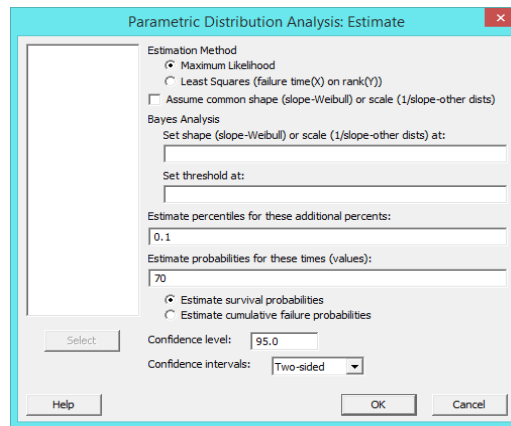 Parametric Distribution Analysis: Estimate
Estimation Method
Maximum Likelihood
Least Squares (failure time(X) on rank(Y))
Assume common shape (slope-Weibull) or scale (1/slope-other dists)
Bayes Analysis
Set shape (slope-Weibull) or scale (1/slope-other dists) at:
Set threshold at:
Estimate percentiles for these additional percents:
0.1
Estimate probabilities for these times (values):
70
Estimate survival probabilities
Estimate cumulative failure probabilities
Select
Confidence level: 95.0
Confidence intervals: Two-sided
Help OK Cancel